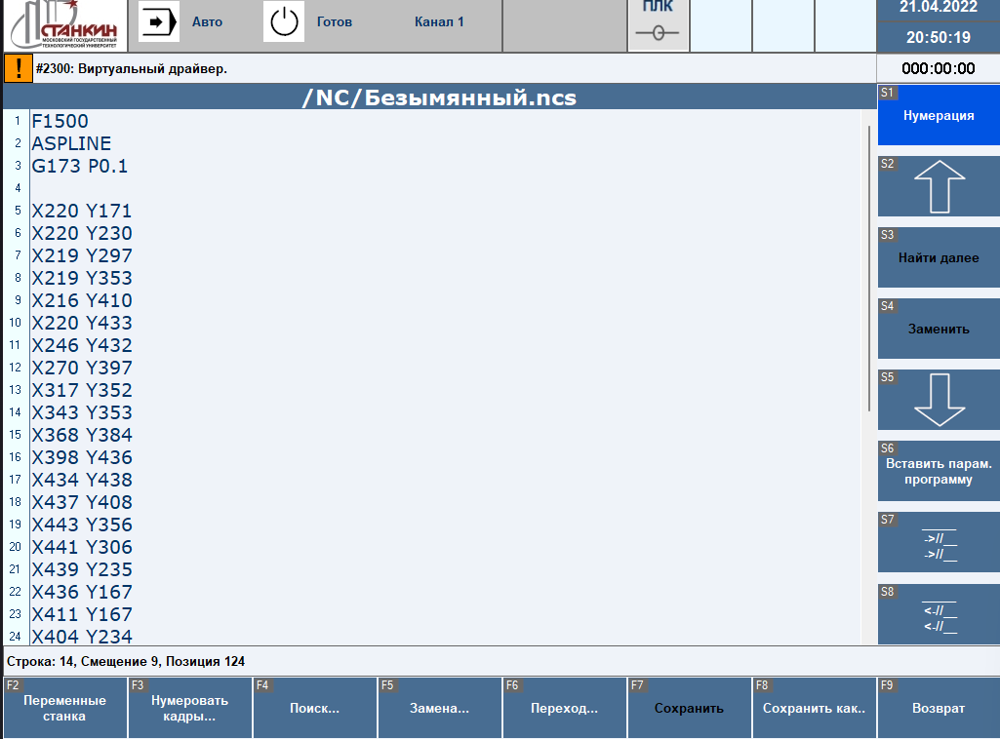 СТАНКИН
МОСКОВСКИЙ ГОСУДАРСТВЕННЫЙ
ТЕХНОЛОГИЧЕСКИЙ УНИВЕРСИТЕТ
Авто
Готов
Канал 1
ПЛК
21.04.2022
20:50:19
! #2300: Виртуальный драйвер.
000:00:00
/NC/Безымянный.ncs
1 F1500
2 ASPLINE
3 G173 P0.1
4
5 X220 Y171
6 X220 Y230
7 X219 Y297
8 X219 Y353
9 X216 Y410
10 X220 Y433
11 X246 Y432
12 X270 Y397
13 X317 Y352
14 X343 Y353
15 X368 Y384
16 X398 Y436
17 X434 Y438
18 X437 Y408
19 X443 Y356
20 X441 Y306
21 X439 Y235
22 X436 Y167
23 X411 Y167
24 X404 Y234
S1
Нумерация
S2
S3
Найти далее
S4
Заменить
S5
S6
Вставить парам.
программу
S7
_____
->//__
->//__
S8
_____
<-//__
<-//__
Строка: 14, Смещение 9, Позиция 124
F2
Переменные
станка
F3
Нумеровать
кадры...
F4
Поиск...
F5
Замена...
F6
Переход...
F7
Сохранить
F8
Сохранить как..
F9
Возврат